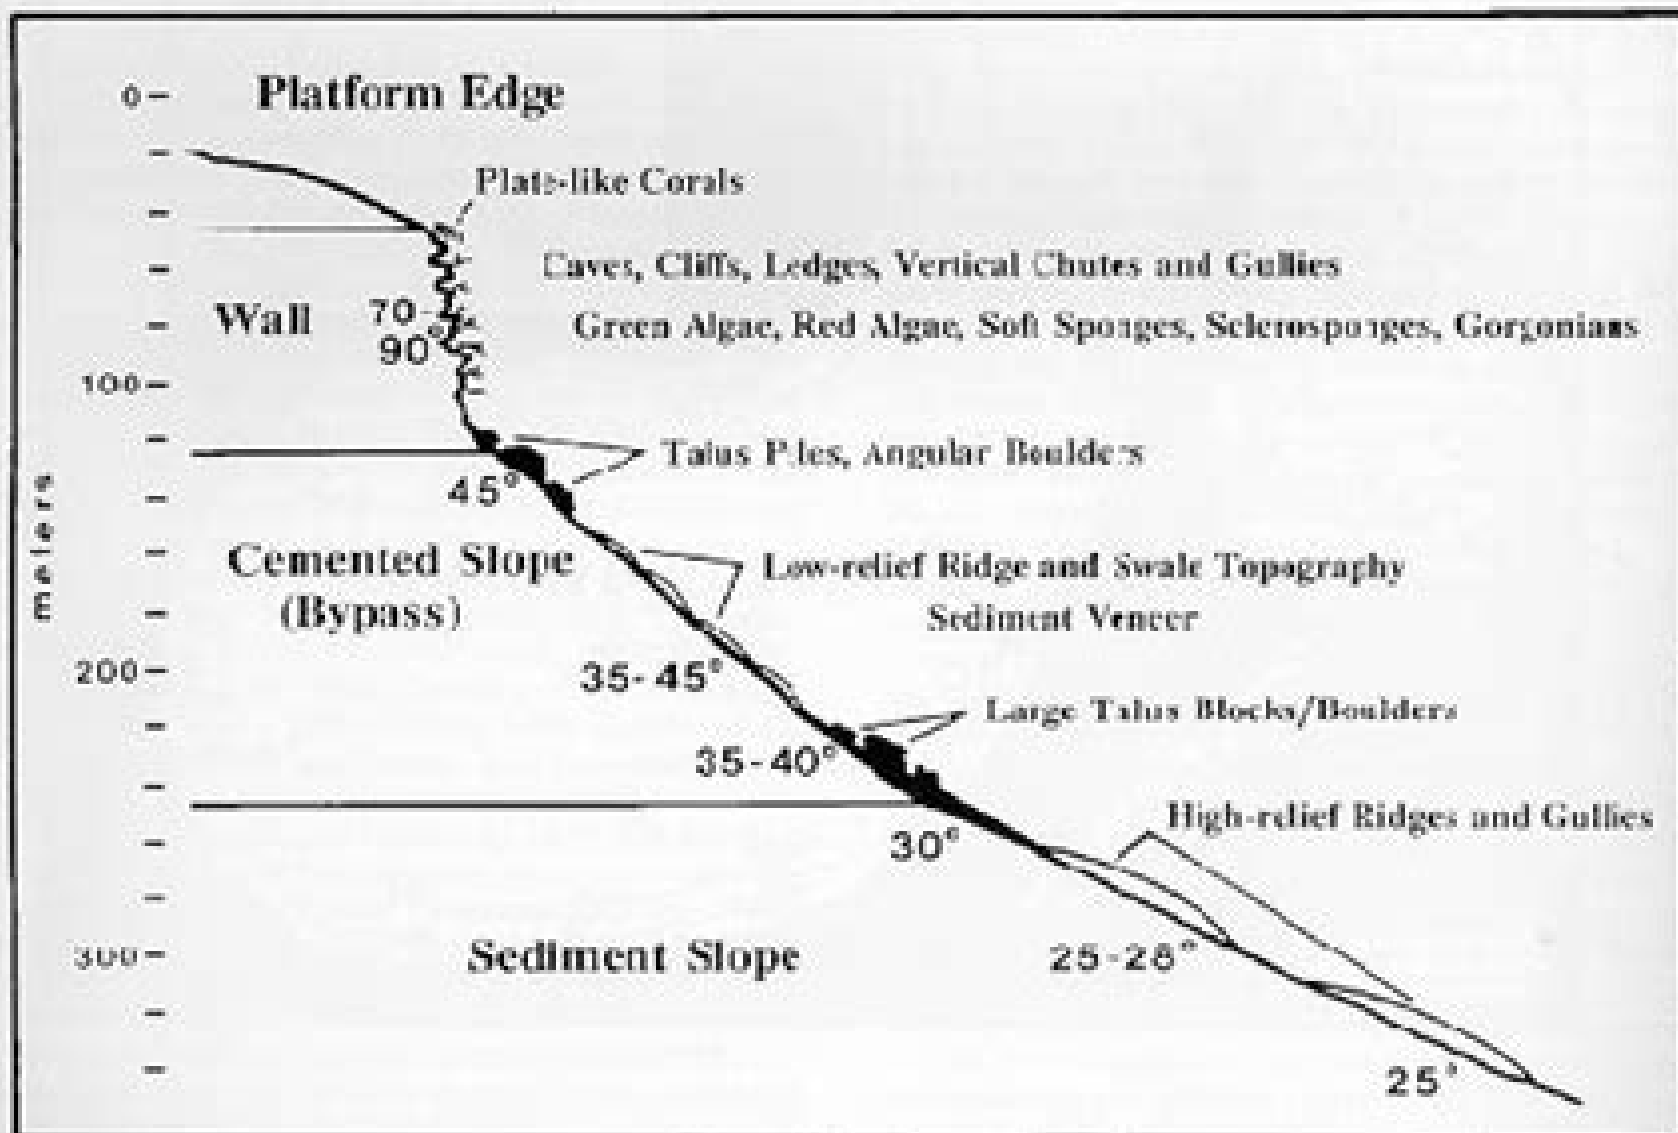 0
Platform Edge
Plate-like Corals
Caves, Cliffs, Ledges, Vertical Chutes and Gullies
Wall
70-
90°
Green Algae, Red Algae, Soft Sponges, Sclerosponges, Gorgonians
100
Talus Piles, Angular Boulders
45°
meters
Cemented Slope
(Bypass)
Low-relief Ridge and Swale Topography
Sediment Veneer
200
35-45°
Large Talus Blocks/Boulders
35-40°
High-relief Ridges and Gullies
30°
300
Sediment Slope
25-28°
25°